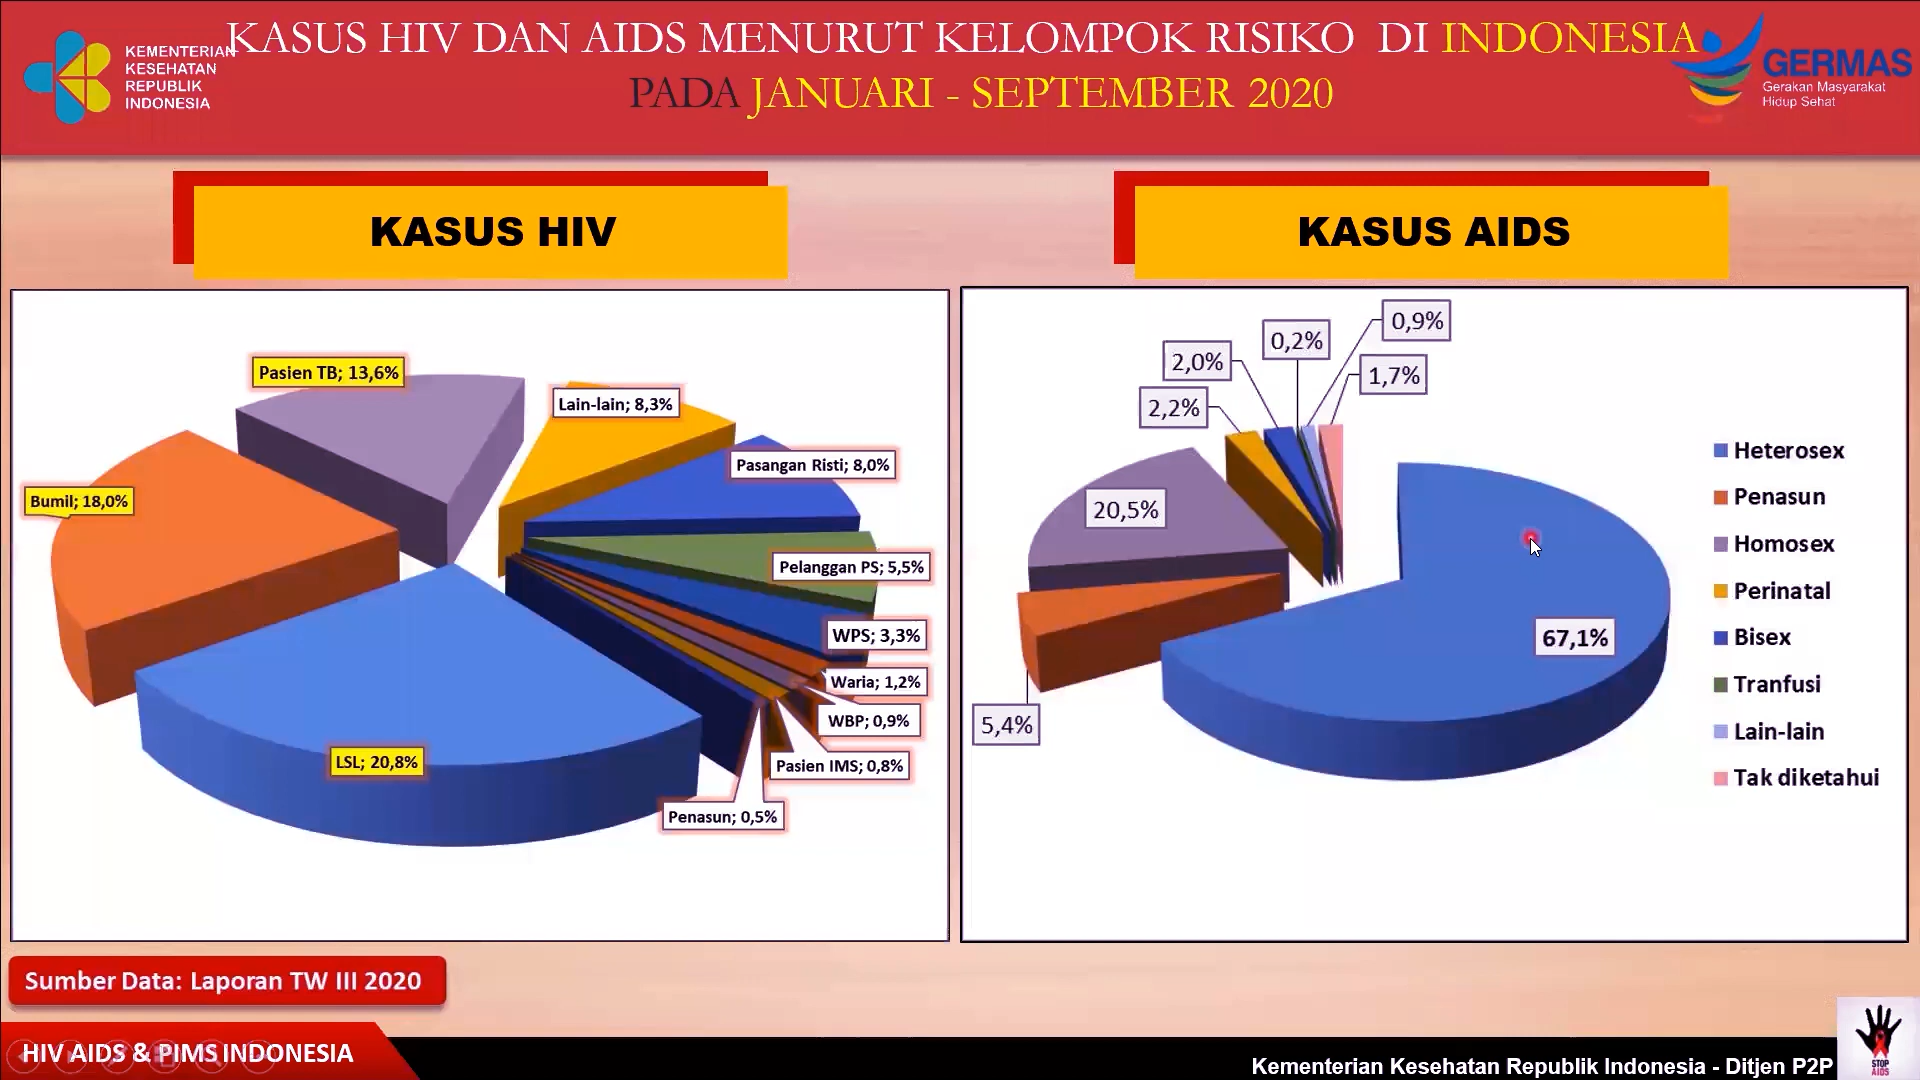 KASUS HIV DAN AIDS MENURUT KELOMPOK RISIKO DI INDONESIA
PADA JANUARI - SEPTEMBER 2020
KEMENTERIAN
KESEHATAN
REPUBLIK
INDONESIA
GERMAS
Gerakan Masyarakat
Hidup Sehat
KASUS HIV
KASUS AIDS
Pasien TB; 13,6%
Lain-lain; 8,3%
Pasangan Risti; 8,0%
Bumil; 18,0%
Pelanggan PS; 5,5%
WPS; 3,3%
Waria; 1,2%
WBP; 0,9%
LSL; 20,8%
Pasien IMS; 0,8%
Penasun; 0,5%
0,9%
0,2%
2,0%
1,7%
2,2%
20,5%
67,1%
5,4%
Heterosex
Penasun
Homosex
Perinatal
Bisex
Tranfusi
Lain-lain
Tak diketahui
Sumber Data: Laporan TW III 2020
HIV AIDS & PIMS INDONESIA
Kementerian Kesehatan Republik Indonesia - Ditjen P2P
STOP
AIDS